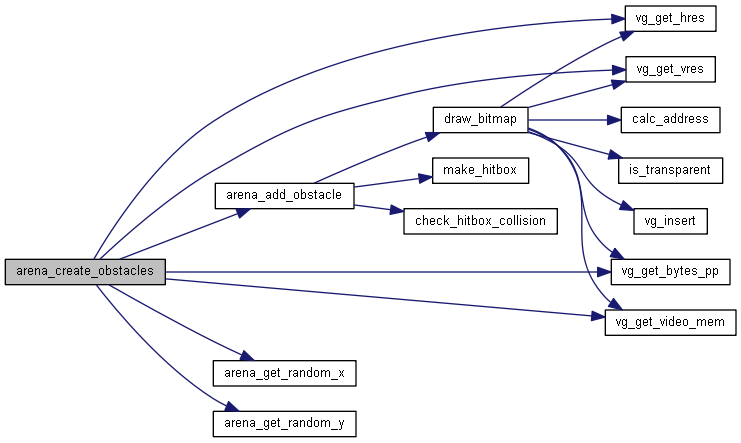 vg_get_hres
vg_get_vres
draw_bitmap
calc_address
make_hitbox
is_transparent
arena_add_obstacle
check_hitbox_collision
vg_insert
arena_create_obstacles
vg_get_bytes_pp
vg_get_video_mem
arena_get_random_x
arena_get_random_y